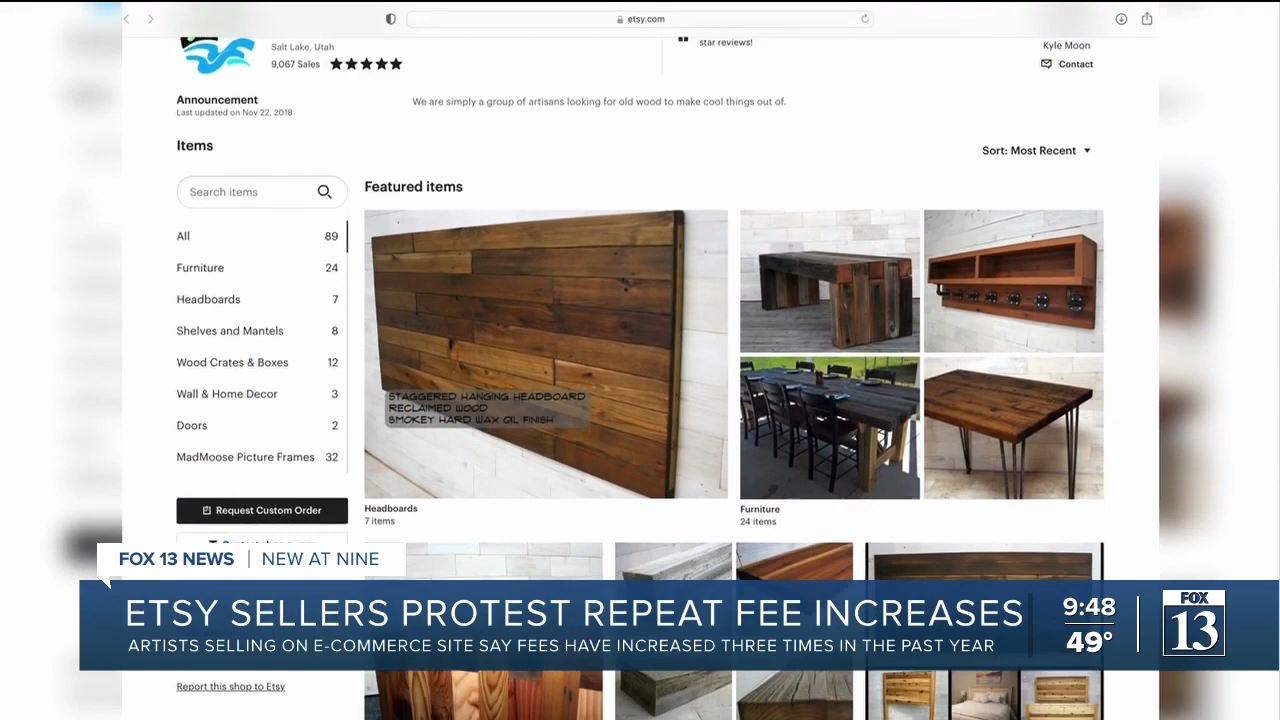 etsy.com
Salt Lake, Utah
9,067 Sales
star reviews!
Kyle Moon
Contact
Announcement
Last updated on Nov 22, 2018
We are simply a group of artisans looking for old wood to make cool things out of.
Items
Sort: Most Recent
Search items
All 89
Furniture 24
Headboards 7
Shelves and Mantels 8
Wood Crates & Boxes 12
Wall & Home Decor 3
Doors 2
MadMoose Picture Frames 32
Request Custom Order
Featured items
STAGGERED HANGING HEADBOARD
RECLAIMED WOOD
SMOKEY HARD WAX OIL FINISH
Headboards
7 items
Furniture
24 items
FOX 13 NEWS | NEW AT NINE
ETSY SELLERS PROTEST REPEAT FEE INCREASES
ARTISTS SELLING ON E-COMMERCE SITE SAY FEES HAVE INCREASED THREE TIMES IN THE PAST YEAR
9:48
49°
FOX
13
Report this shop to Etsy